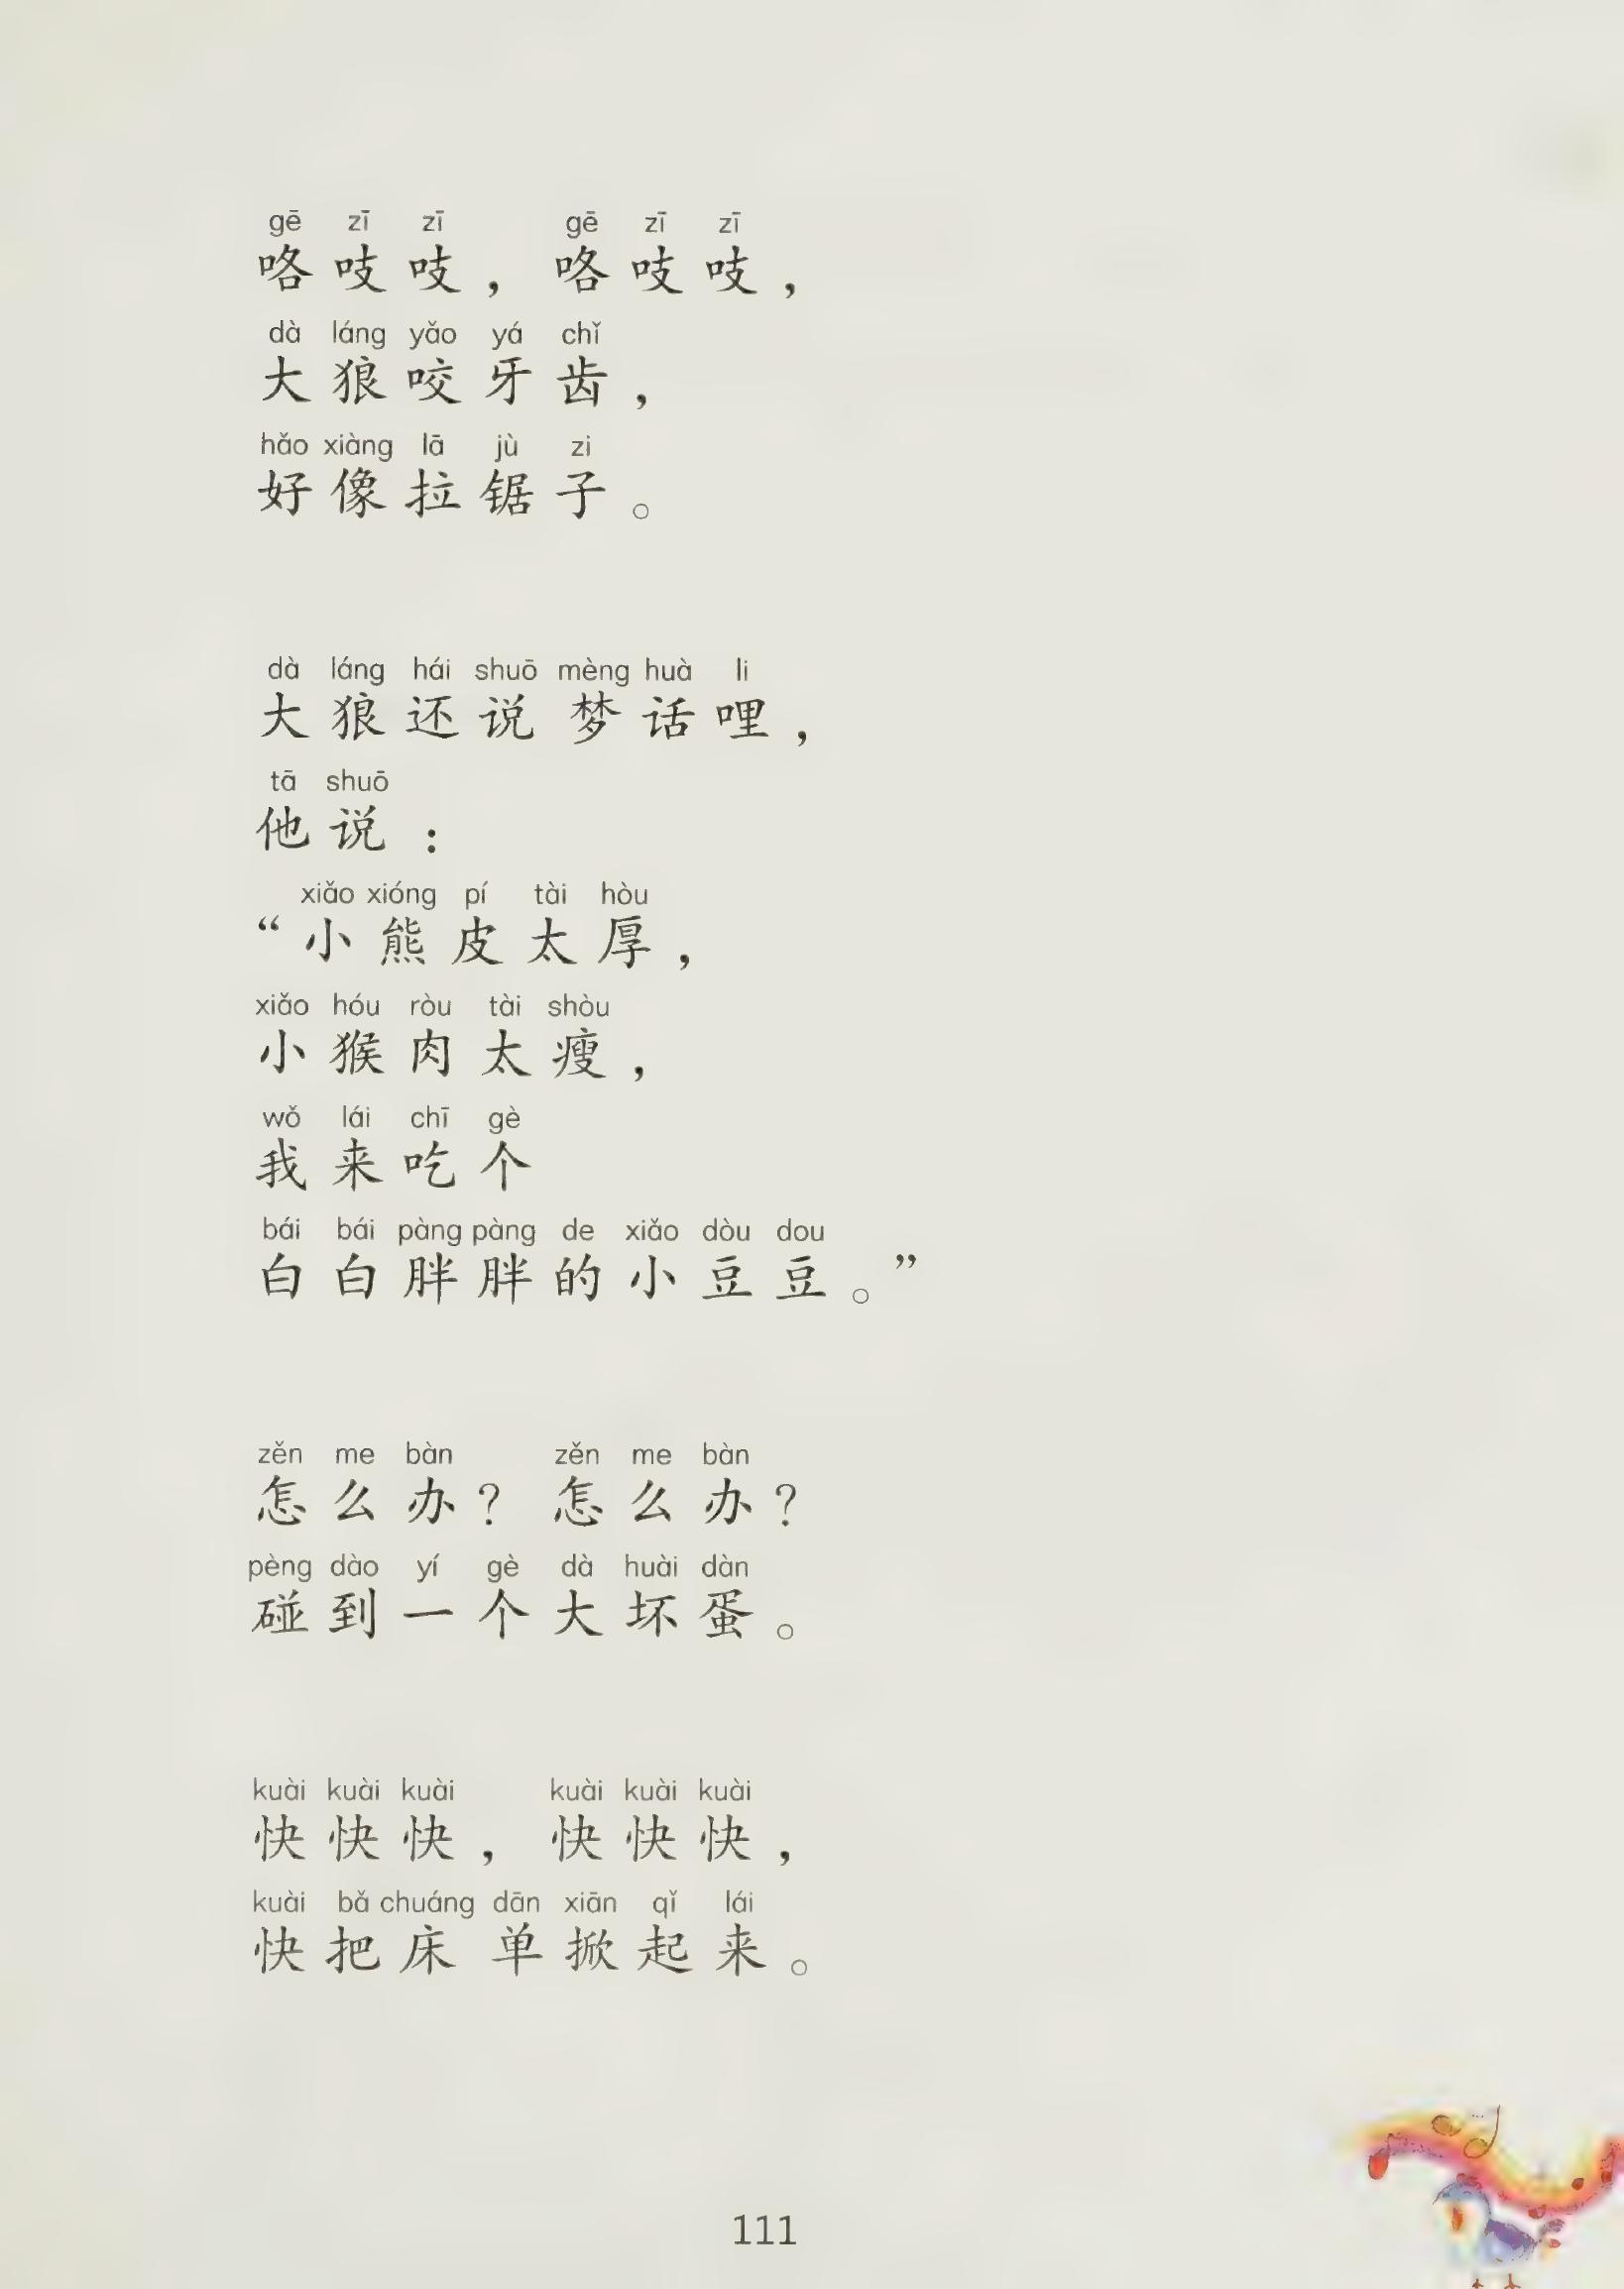 gē zī zī gē zī zī
咯吱吱，咯吱吱，
dà láng yǎo yá chǐ
大狼咬牙齿，
hǎo xiàng lā jù zi
好像拉锯子。
dà láng hái shuō mèng huà li
大狼还说梦话哩，
tā shuō
他说：
xiǎo xióng pí tài hòu
“小熊皮太厚，
xiǎo hóu ròu tài shòu
小猴肉太瘦，
wǒ lái chī gè
我来吃个
bái bái pàng pàng de xiǎo dòu dou
白白胖胖的小豆豆。”
zěn me bàn zěn me bàn
怎么办？怎么办？
pèng dào yí gè dà huài dàn
碰到一个大坏蛋。
kuài kuài kuài kuài kuài kuài
快快快，快快快，
kuài bǎ chuáng dān xiān qǐ lái
快把床单掀起来。
111